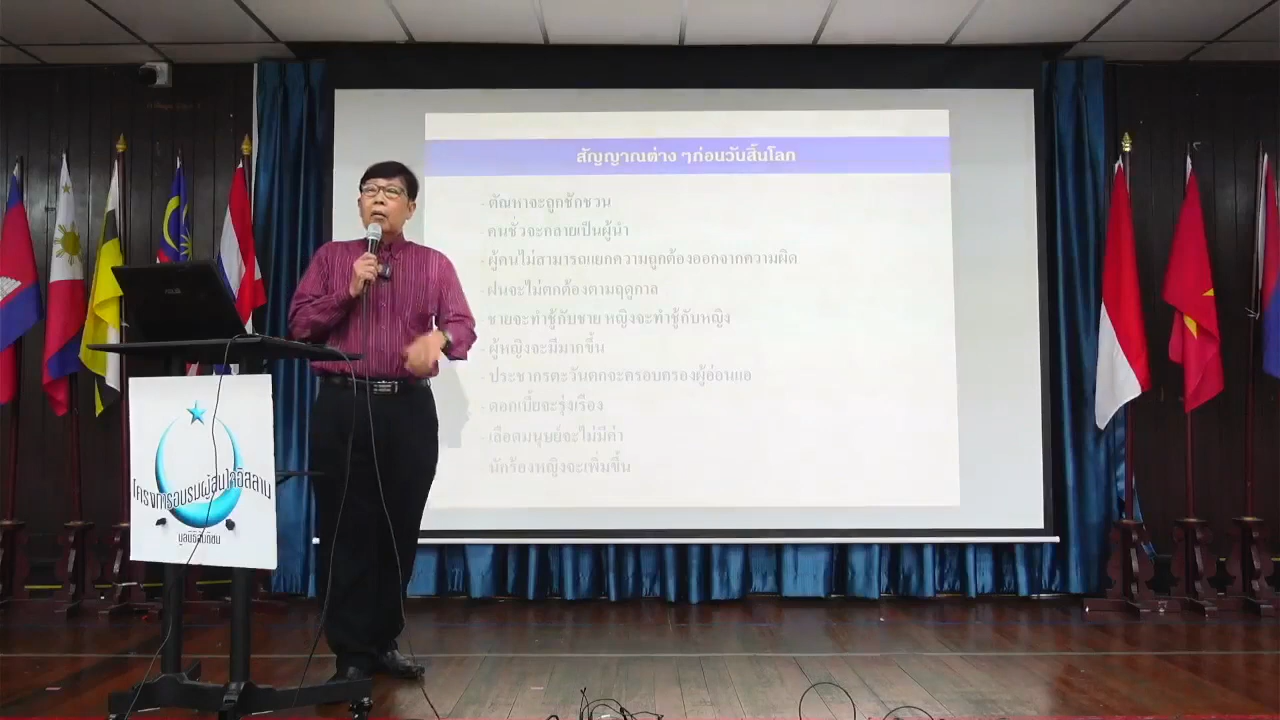 สัญญาณต่าง ๆก่อนวันสิ้นโลก
- ตัณหาจะถูกชักชวน
- คนชั่วจะกลายเป็นผู้นำ
- ผู้คนไม่สามารถแยกความถูกต้องออกจากความผิด
- ฝนจะไม่ตกต้องตามฤดูกาล
ชายจะทำชู้กับชาย หญิงจะทำชู้กับหญิง
- ผู้หญิงจะมีมากขึ้น
- ประชากรตะวันตกจะครอบครองผู้อ่อนแอ
- ดอกเบี้ยจะรุ่งเรือง
- เลือดมนุษย์จะไม่มีค่า
นักร้องหญิงจะเพิ่มขึ้น
โครงการอบรมผู้สนใจอิสลาม
มูลนิธิสันติชน